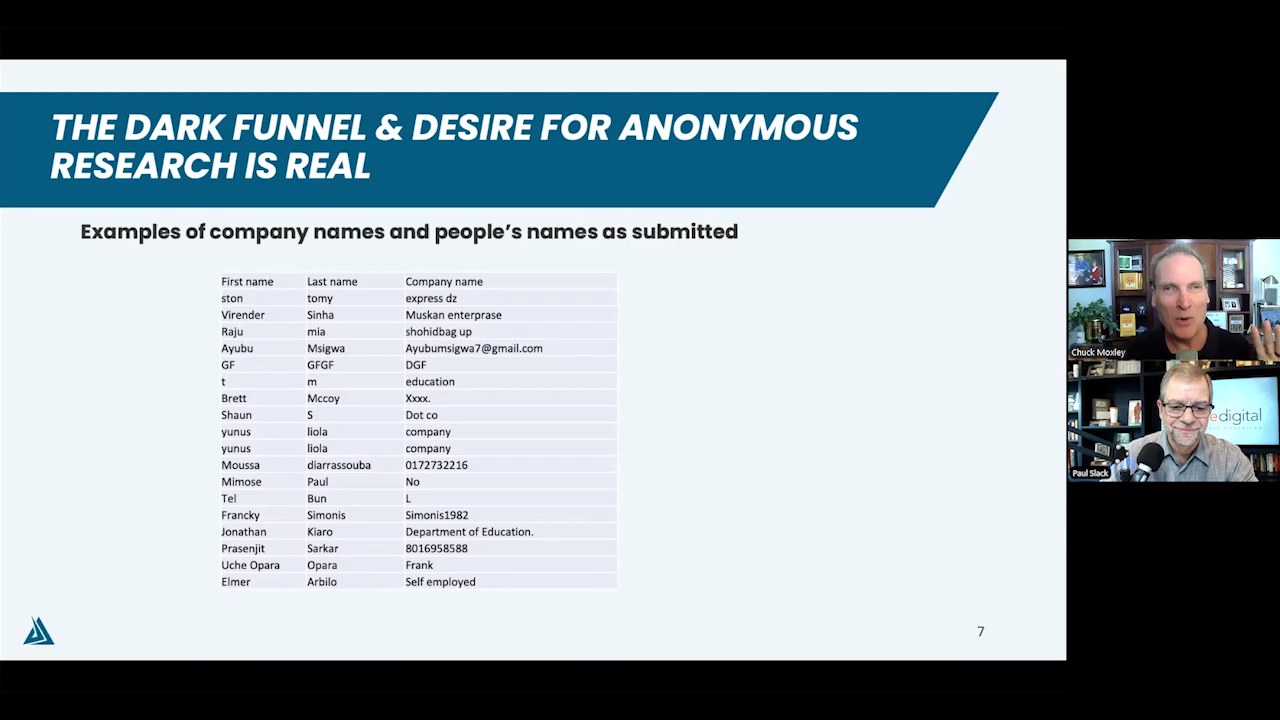 THE DARK FUNNEL & DESIRE FOR ANONYMOUS
RESEARCH IS REAL
Examples of company names and people's names as submitted
First name Last name Company name
ston tomy express dz
Virender Sinha Muskan enterprase
Raju mia shohidbag up
Ayubu Msigwa Ayubumsigwa7@gmail.com
GF GFGF DGF
t m education
Brett Mccoy Xxxx.
Shaun S Dot co
yunus liola company
yunus liola company
Moussa diarrassouba 0172732216
Mimose Paul No
Tel Bun L
Francky Simonis Simonis1982
Jonathan Kiaro Department of Education.
Prasenjit Sarkar 8016958588
Uche Opara Opara Frank
Elmer Arbilo Self employed
7
Chuck Moxley
edigital
Paul Slack